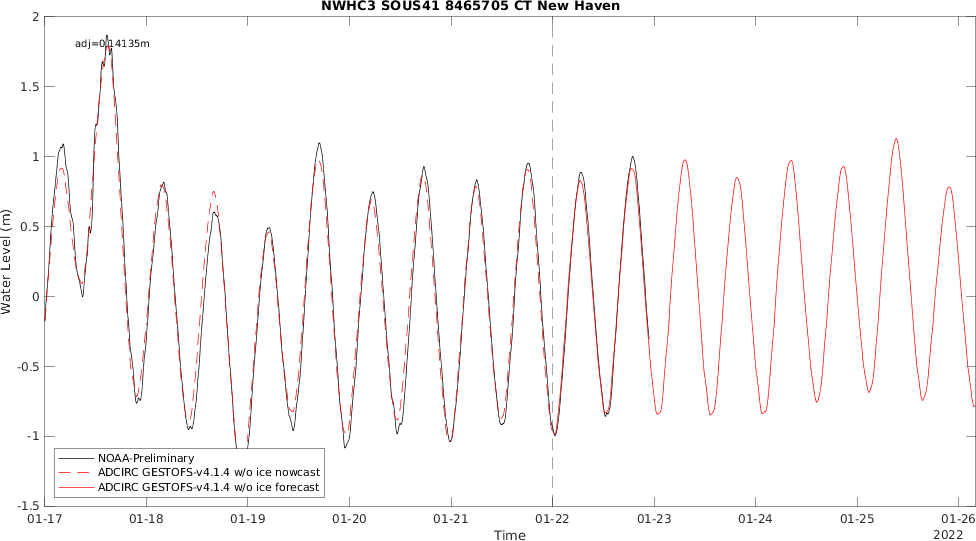 NWHC3 SOUS41 8465705 CT New Haven
2
adj=0.14135m
1.5
1
0.5
0
-0.5
-1
-1.5
Water Level (m)
NOAA-Preliminary
ADCIRC GESTOFS-v4.1.4 w/o ice nowcast
ADCIRC GESTOFS-v4.1.4 w/o ice forecast
01-17 01-18 01-19 01-20 01-21 01-22 01-23 01-24 01-25 01-26
Time
2022